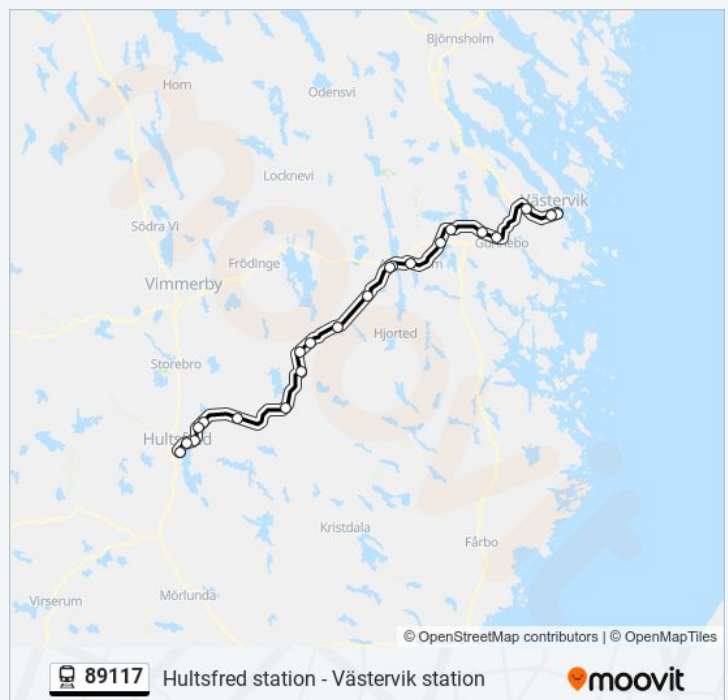 Björnsholm
Hom
Odensvi
Locknevi
Västervik
Södra Vi
Gunnebo
Frödinge
Vimmerby
Hjorted
Storebro
Hultsfred
Kristdala
Fårbo
Virserum
Mörlunda
© OpenStreetMap contributors | © OpenMapTiles
89117 Hultsfred station - Västervik station moovit